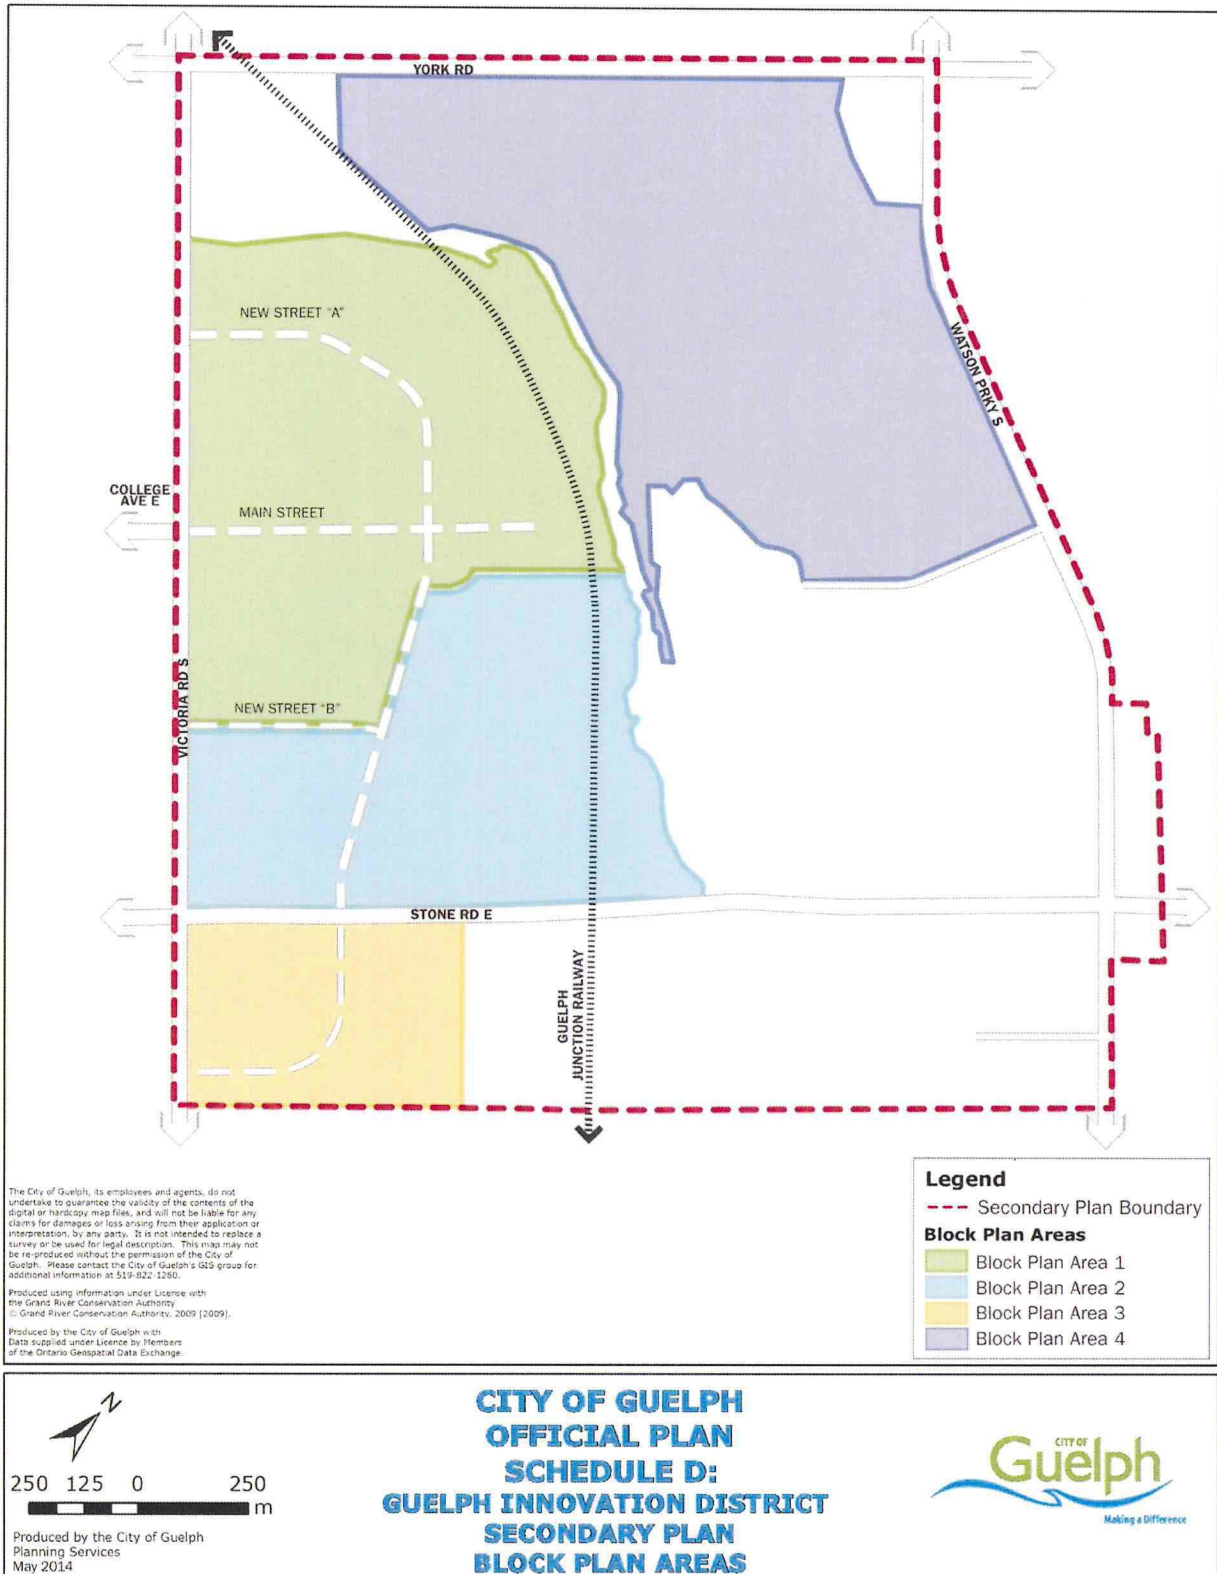 YORK RD
NEW STREET "A"
WATSON PRKY S
COLLEGE
AVE E
MAIN STREET
VICTORIA RD S
NEW STREET "B"
STONE RD E
GUELPH
JUNCTION RAILWAY
The City of Guelph, its employees and agents, do not
undertake to guarantee the validity of the contents of the
digital or hardcopy map files, and will not be liable for any
claims for damages or loss arising from their application or
interpretation, by any party. It is not intended to replace a
survey or be used for legal description. This map may not
be re-produced without the permission of the City of
Guelph. Please contact the City of Guelph's GIS group for
additional information at 519-822-1260.
Produced using information under License with
the Grand River Conservation Authority
© Grand River Conservation Authority, 2009 [2009].
Produced by the City of Guelph with
Data supplied under Licence by Members
of the Ontario Geospatial Data Exchange.
Legend
Secondary Plan Boundary
Block Plan Areas
Block Plan Area 1
Block Plan Area 2
Block Plan Area 3
Block Plan Area 4
N
250 125 0 250
m
Produced by the City of Guelph
Planning Services
May 2014
CITY OF GUELPH
OFFICIAL PLAN
SCHEDULE D:
GUELPH INNOVATION DISTRICT
SECONDARY PLAN
BLOCK PLAN AREAS
CITY OF
Guelph
Making a Difference